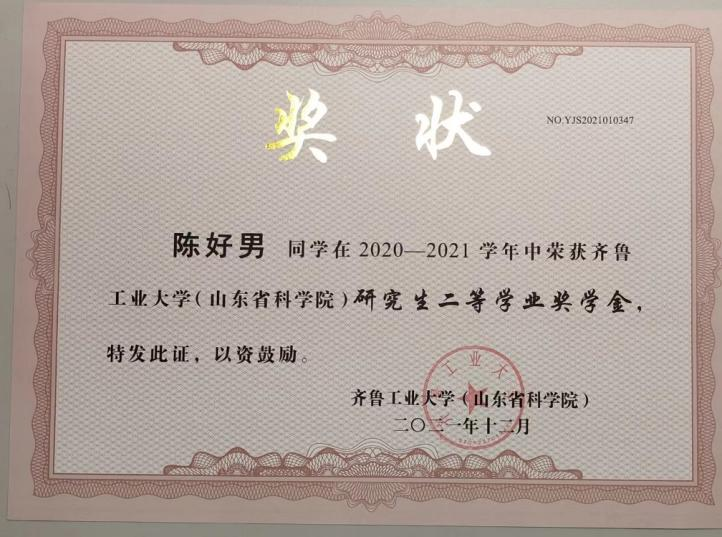 奖 状
NO.YJS2021010347
陈好男 同学在 2020—2021 学年中荣获齐鲁
工业大学(山东省科学院)研究生二等学业奖学金，
特发此证，以资鼓励。
齐鲁工业大学(山东省科学院)
二〇二一年十二月